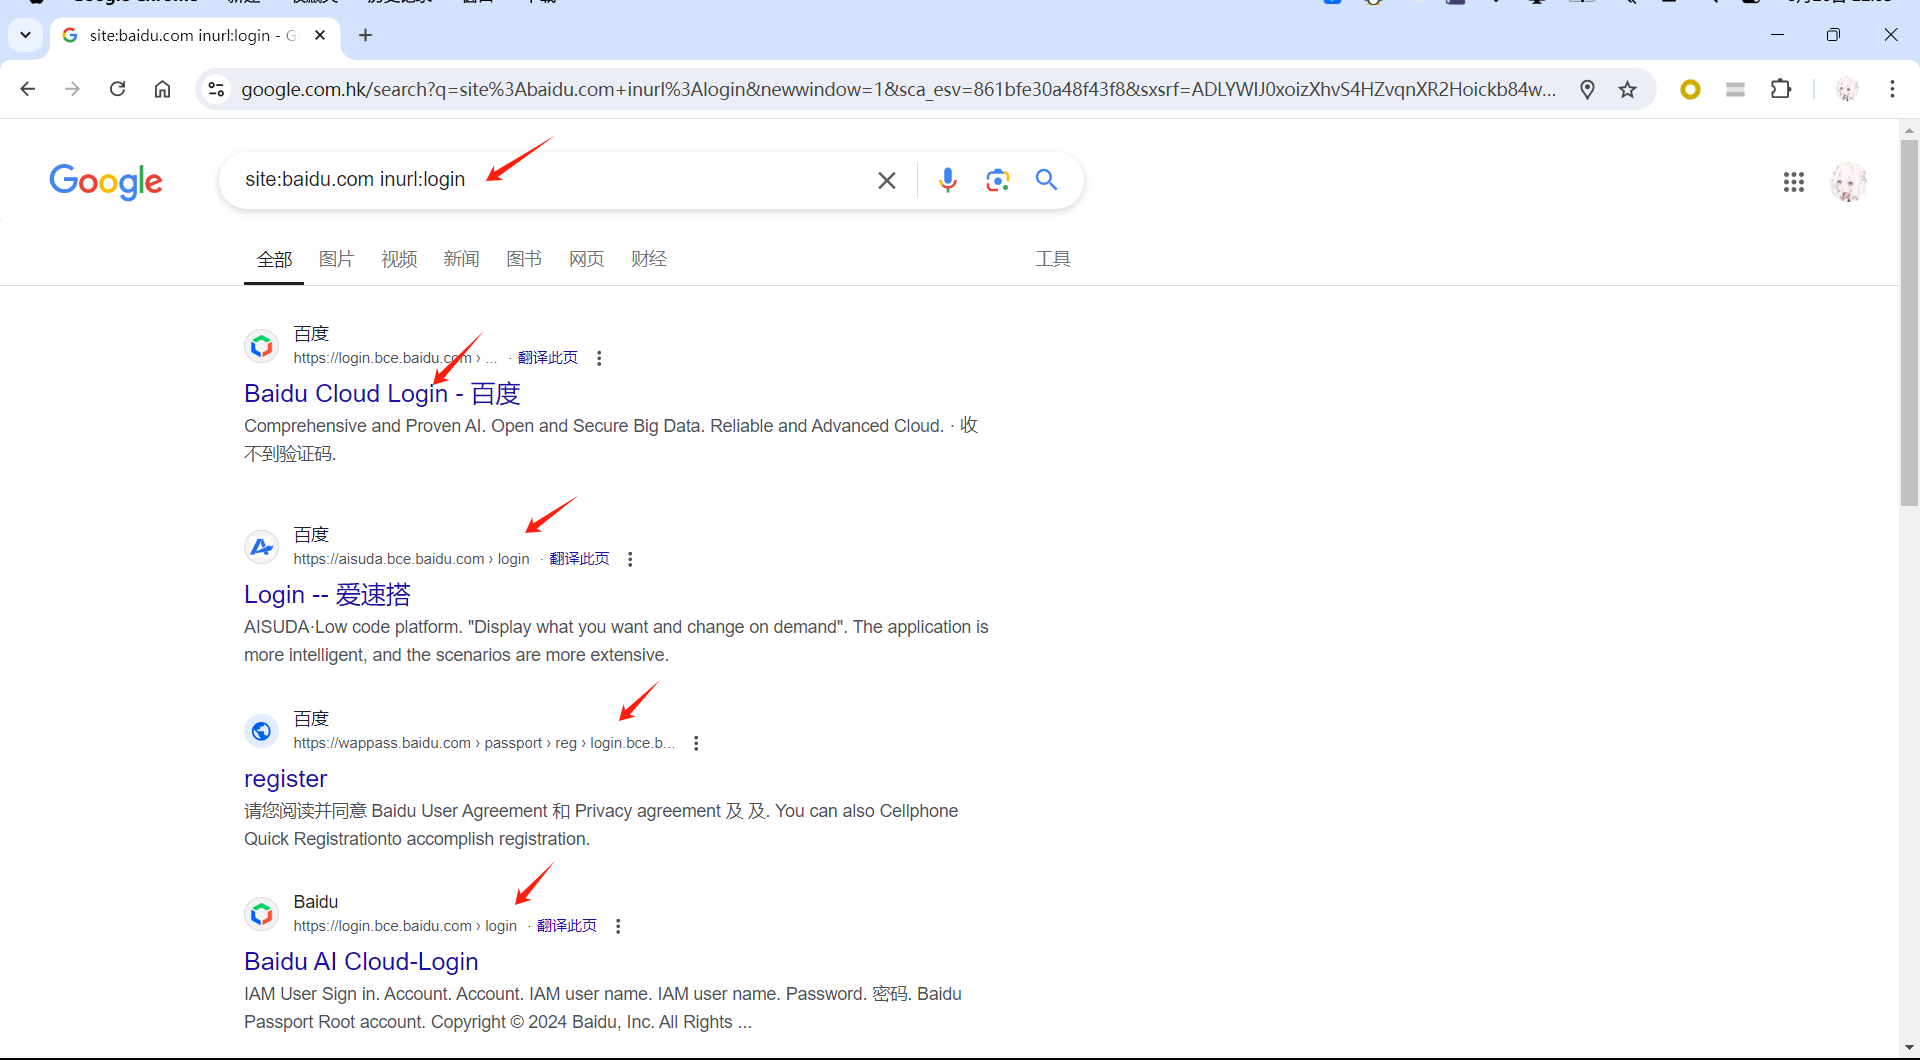 site:baidu.com inurl:login - G
google.com.hk/search?q=site%3Abaidu.com+inurl%3Alogin&newwindow=1&sca_esv=861bfe30a48f43f8&sxsrf=ADLYWIJ0xoizXhvS4HZvqnXR2Hoickb84w...
Google
site:baidu.com inurl:login
全部 图片 视频 新闻 图书 网页 财经 工具
百度
https://login.bce.baidu.com › ... · 翻译此页
Baidu Cloud Login - 百度
Comprehensive and Proven AI. Open and Secure Big Data. Reliable and Advanced Cloud. · 收
不到验证码.
百度
https://aisuda.bce.baidu.com › login · 翻译此页
Login -- 爱速搭
AISUDA·Low code platform. "Display what you want and change on demand". The application is
more intelligent, and the scenarios are more extensive.
百度
https://wappass.baidu.com › passport › reg › login.bce.b...
register
请您阅读并同意 Baidu User Agreement 和 Privacy agreement 及 及. You can also Cellphone
Quick Registrationto accomplish registration.
Baidu
https://login.bce.baidu.com › login · 翻译此页
Baidu AI Cloud-Login
IAM User Sign in. Account. Account. IAM user name. IAM user name. Password. 密码. Baidu
Passport Root account. Copyright © 2024 Baidu, Inc. All Rights ...